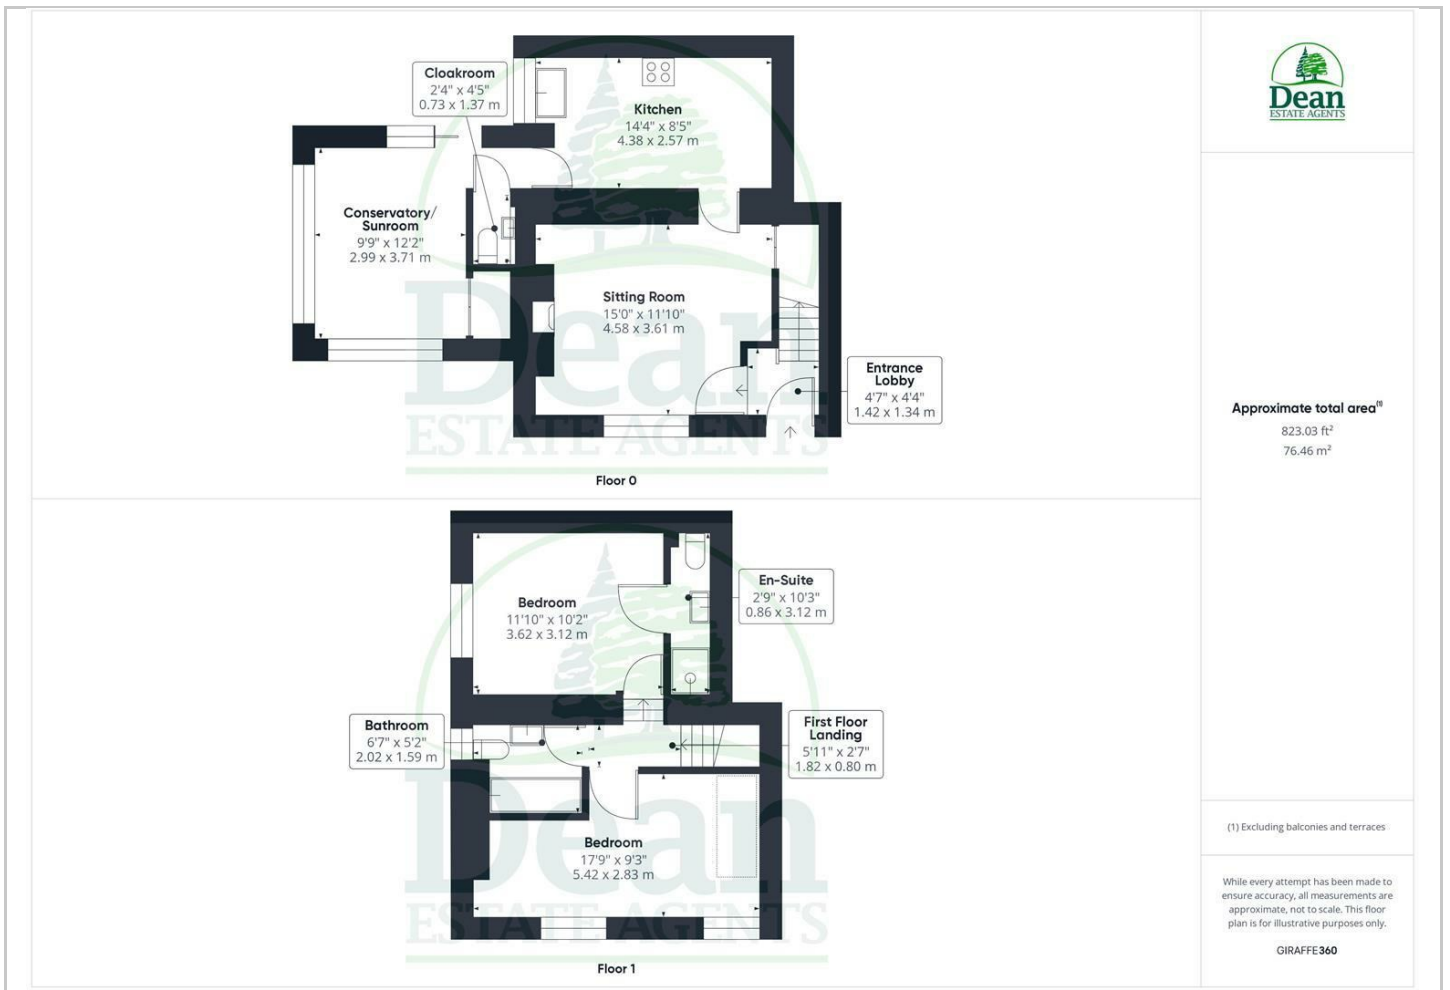 Cloakroom
2'4" x 4'5"
0.73 x 1.37 m
Kitchen
14'4" x 8'5"
4.38 x 2.57 m
Conservatory/
Sunroom
9'9" x 12'2"
2.99 x 3.71 m
Sitting Room
15'0" x 11'10"
4.58 x 3.61 m
Entrance
Lobby
4'7" x 4'4"
1.42 x 1.34 m
Dean
ESTATE AGENTS
Floor 0
Bedroom
11'10" x 10'2"
3.62 x 3.12 m
En-Suite
2'9" x 10'3"
0.86 x 3.12 m
Bathroom
6'7" x 5'2"
2.02 x 1.59 m
First Floor
Landing
5'11" x 2'7"
1.82 x 0.80 m
Bedroom
17'9" x 9'3"
5.42 x 2.83 m
Dean
ESTATE AGENTS
Floor 1
Dean
ESTATE AGENTS
Approximate total area⁽¹⁾
823.03 ft²
76.46 m²
(1) Excluding balconies and terraces
While every attempt has been made to
ensure accuracy, all measurements are
approximate, not to scale. This floor
plan is for illustrative purposes only.
GIRAFFE360